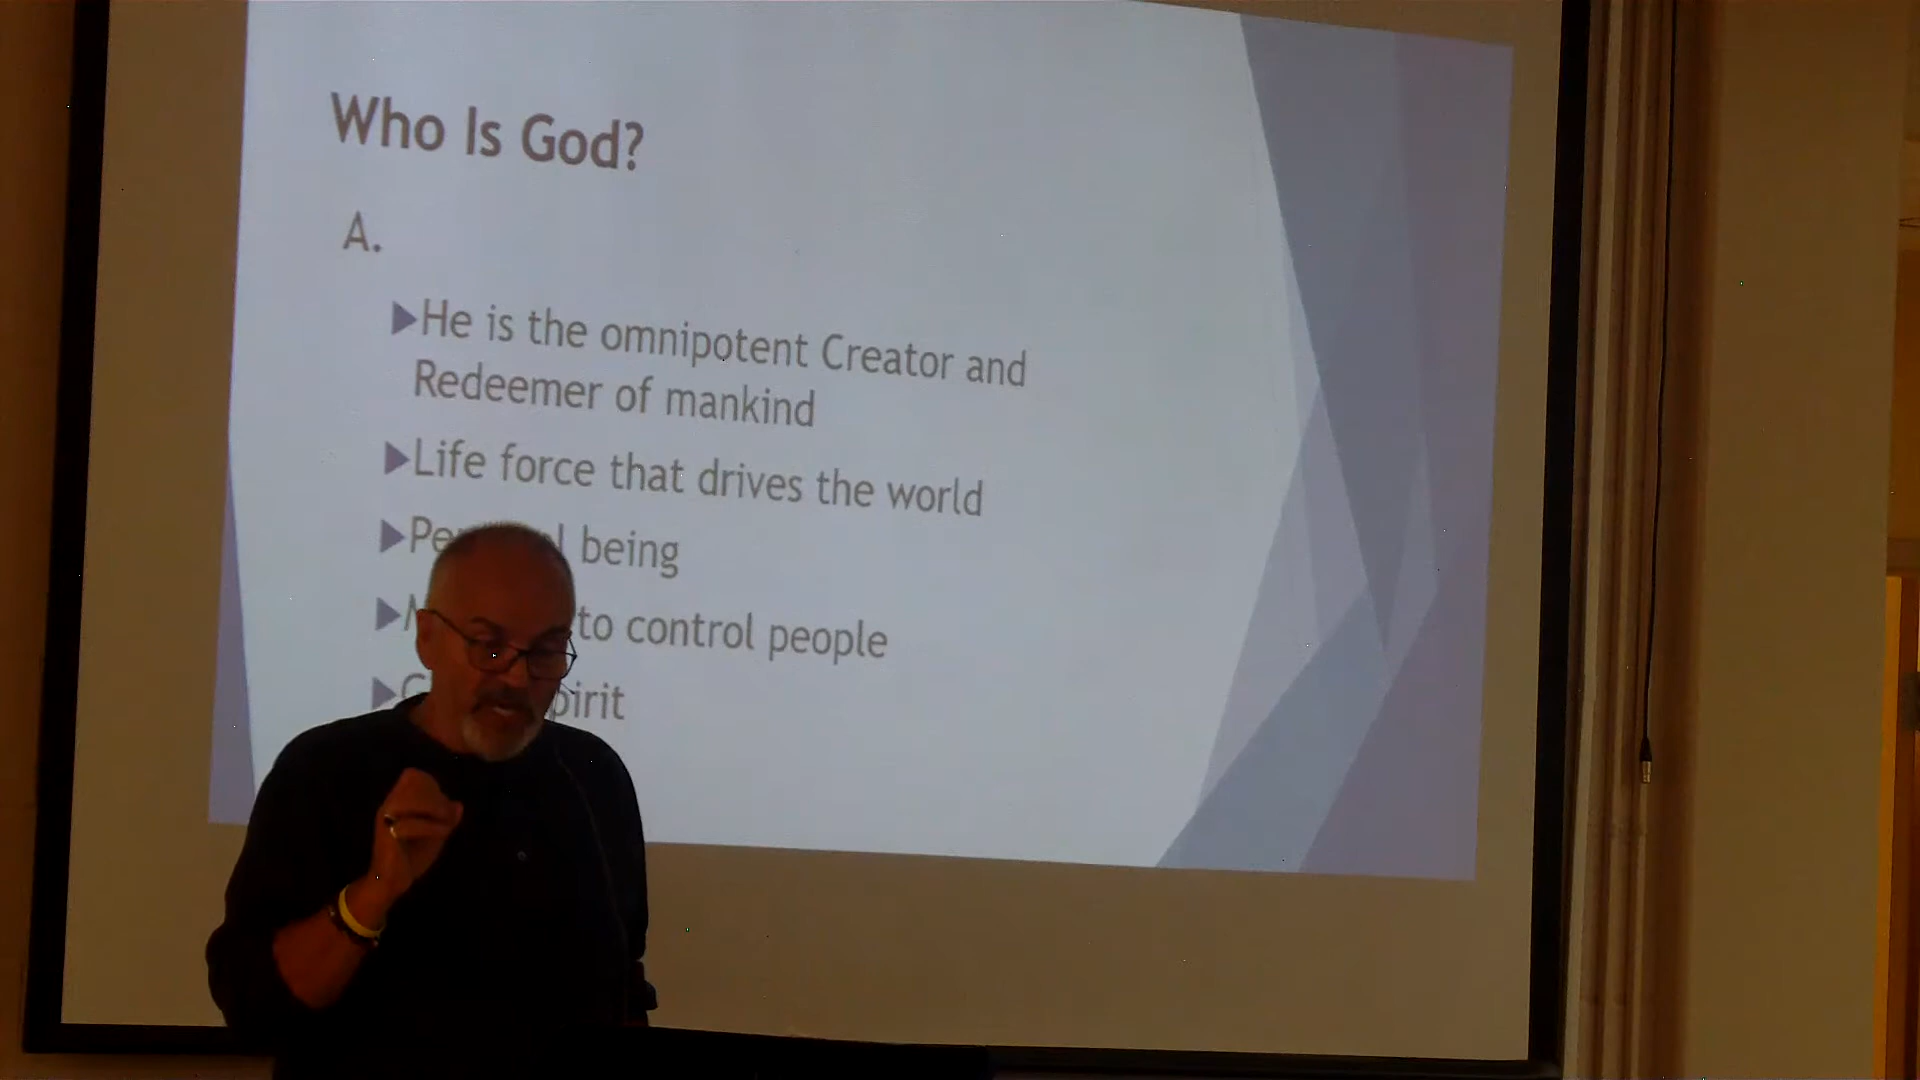 Who Is God?
A.
He is the omnipotent Creator and
Redeemer of mankind
Life force that drives the world
being
to control people